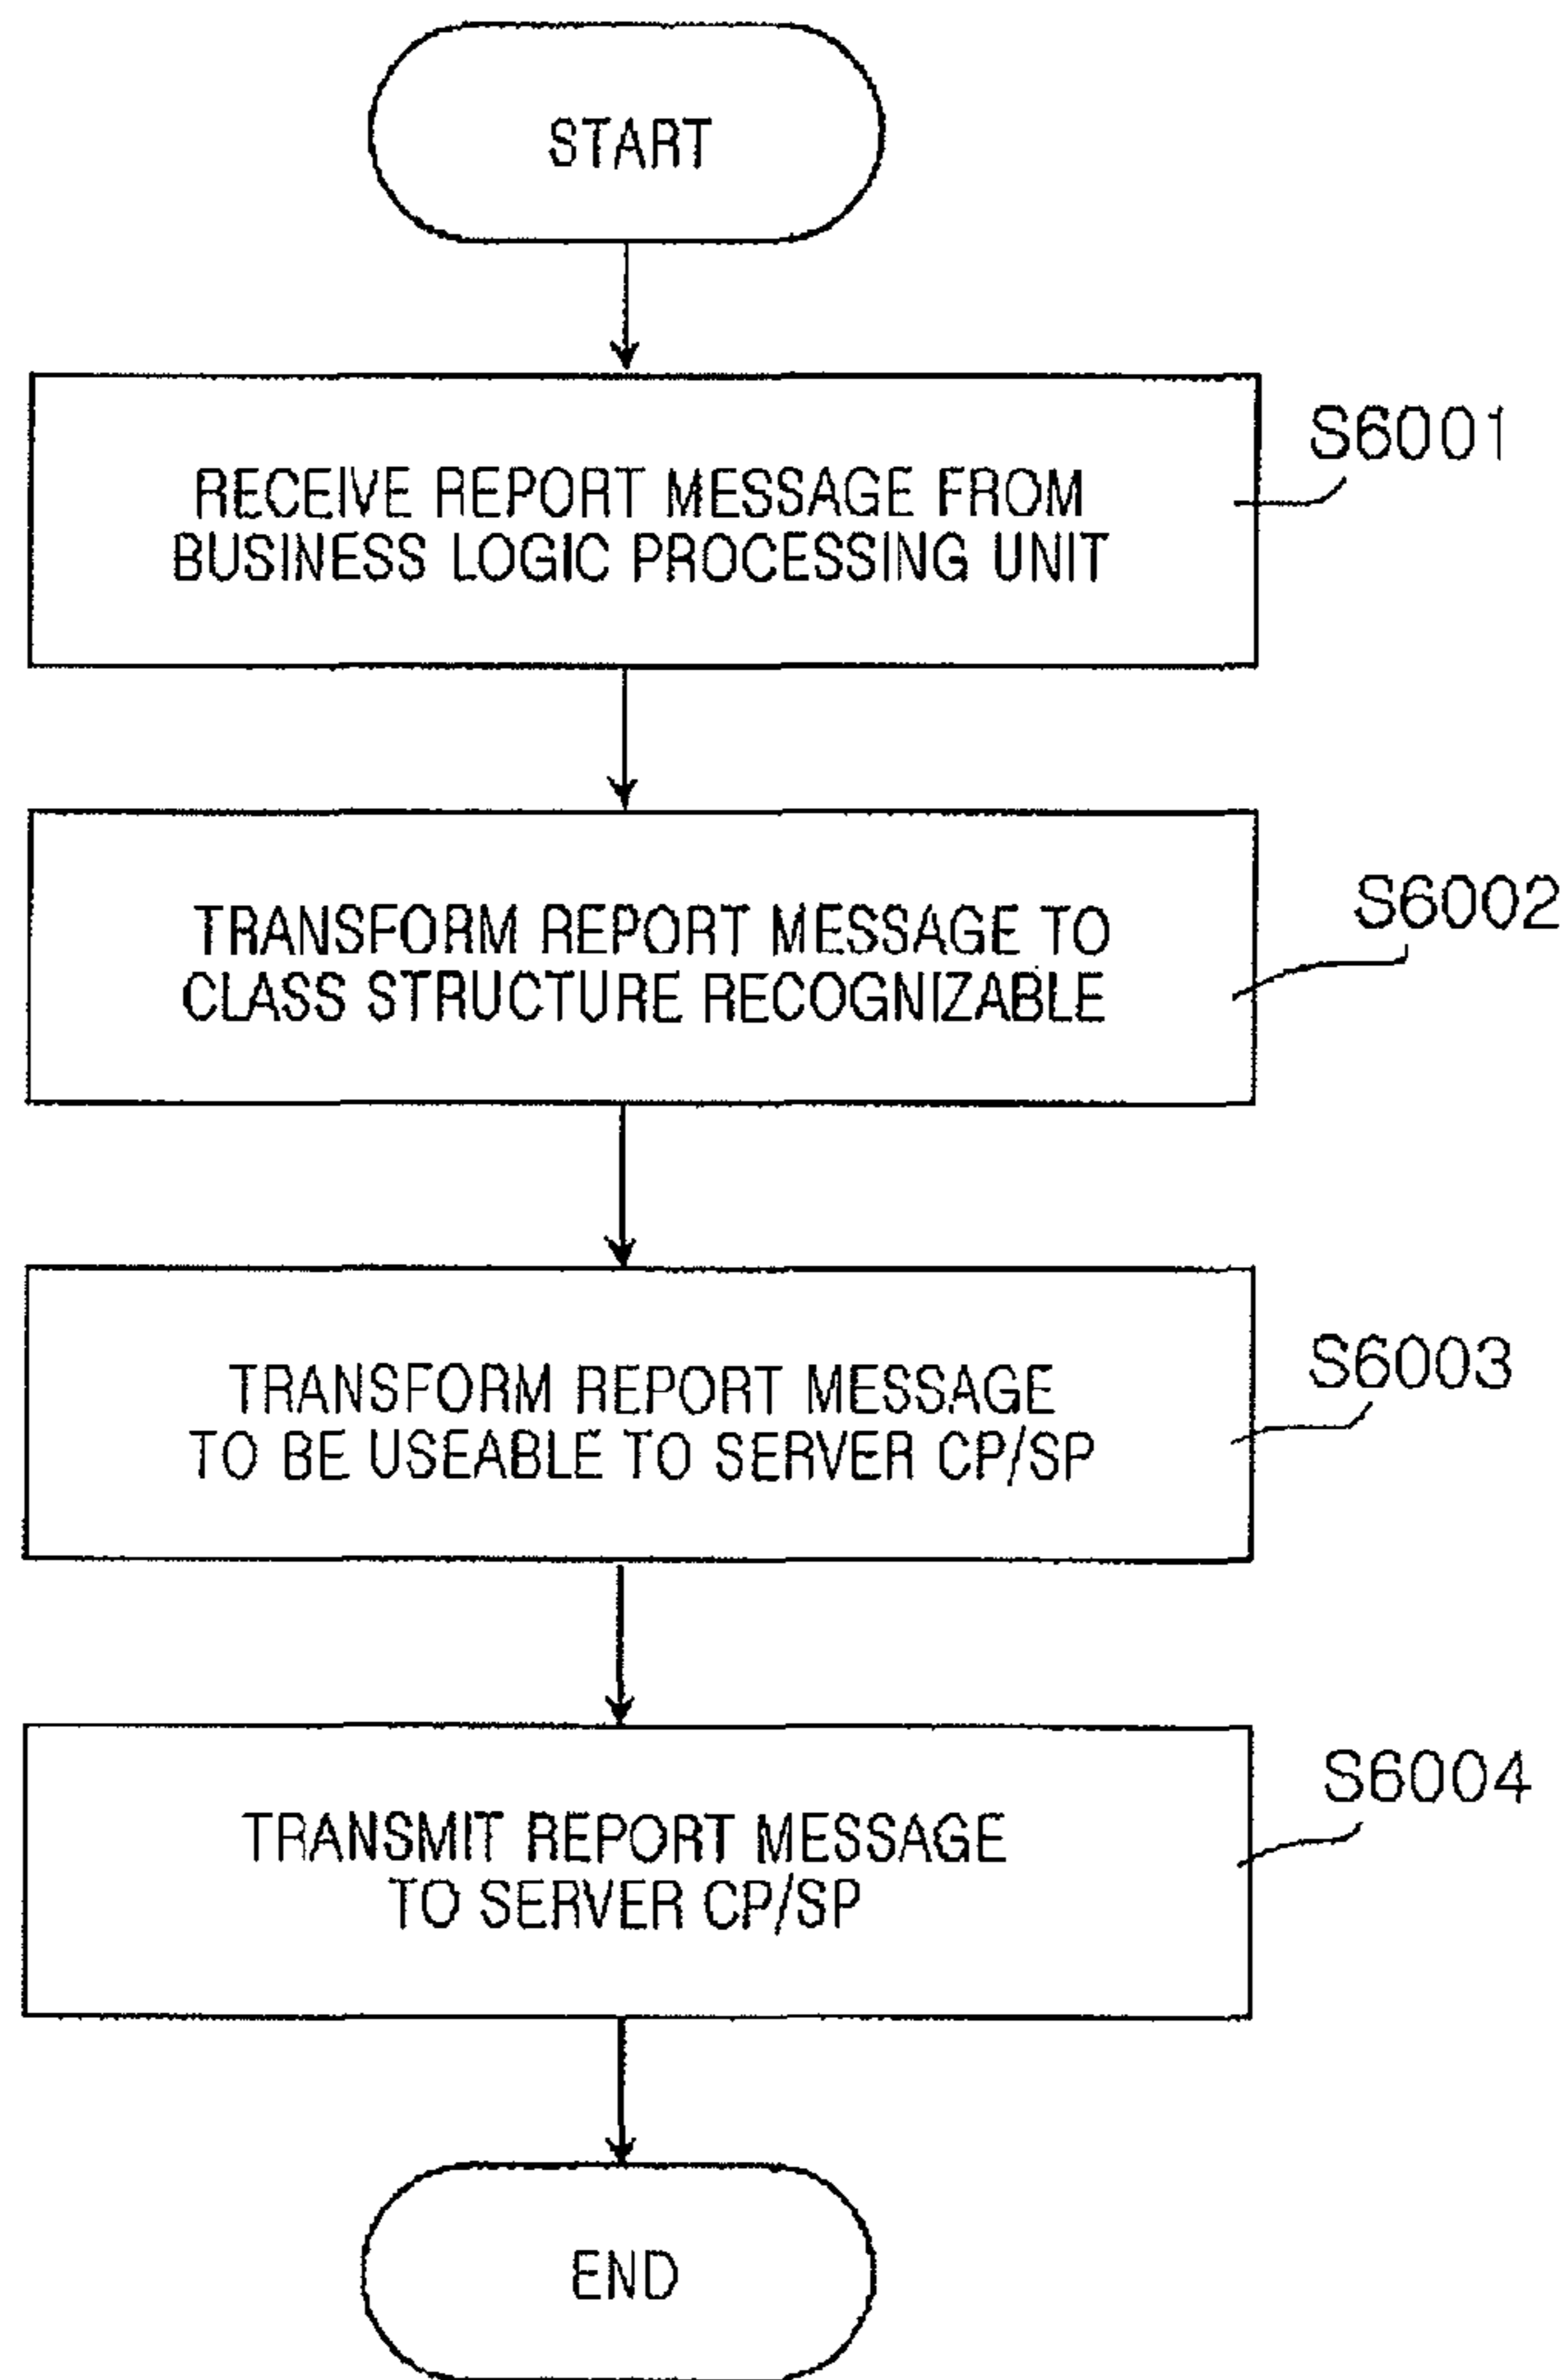 START
RECEIVE REPORT MESSAGE FROM
BUSINESS LOGIC PROCESSING UNIT
S6001
TRANSFORM REPORT MESSAGE TO
CLASS STRUCTURE RECOGNIZABLE
S6002
TRANSFORM REPORT MESSAGE
TO BE USEABLE TO SERVER CP/SP
S6003
TRANSMIT REPORT MESSAGE
TO SERVER CP/SP
S6004
END